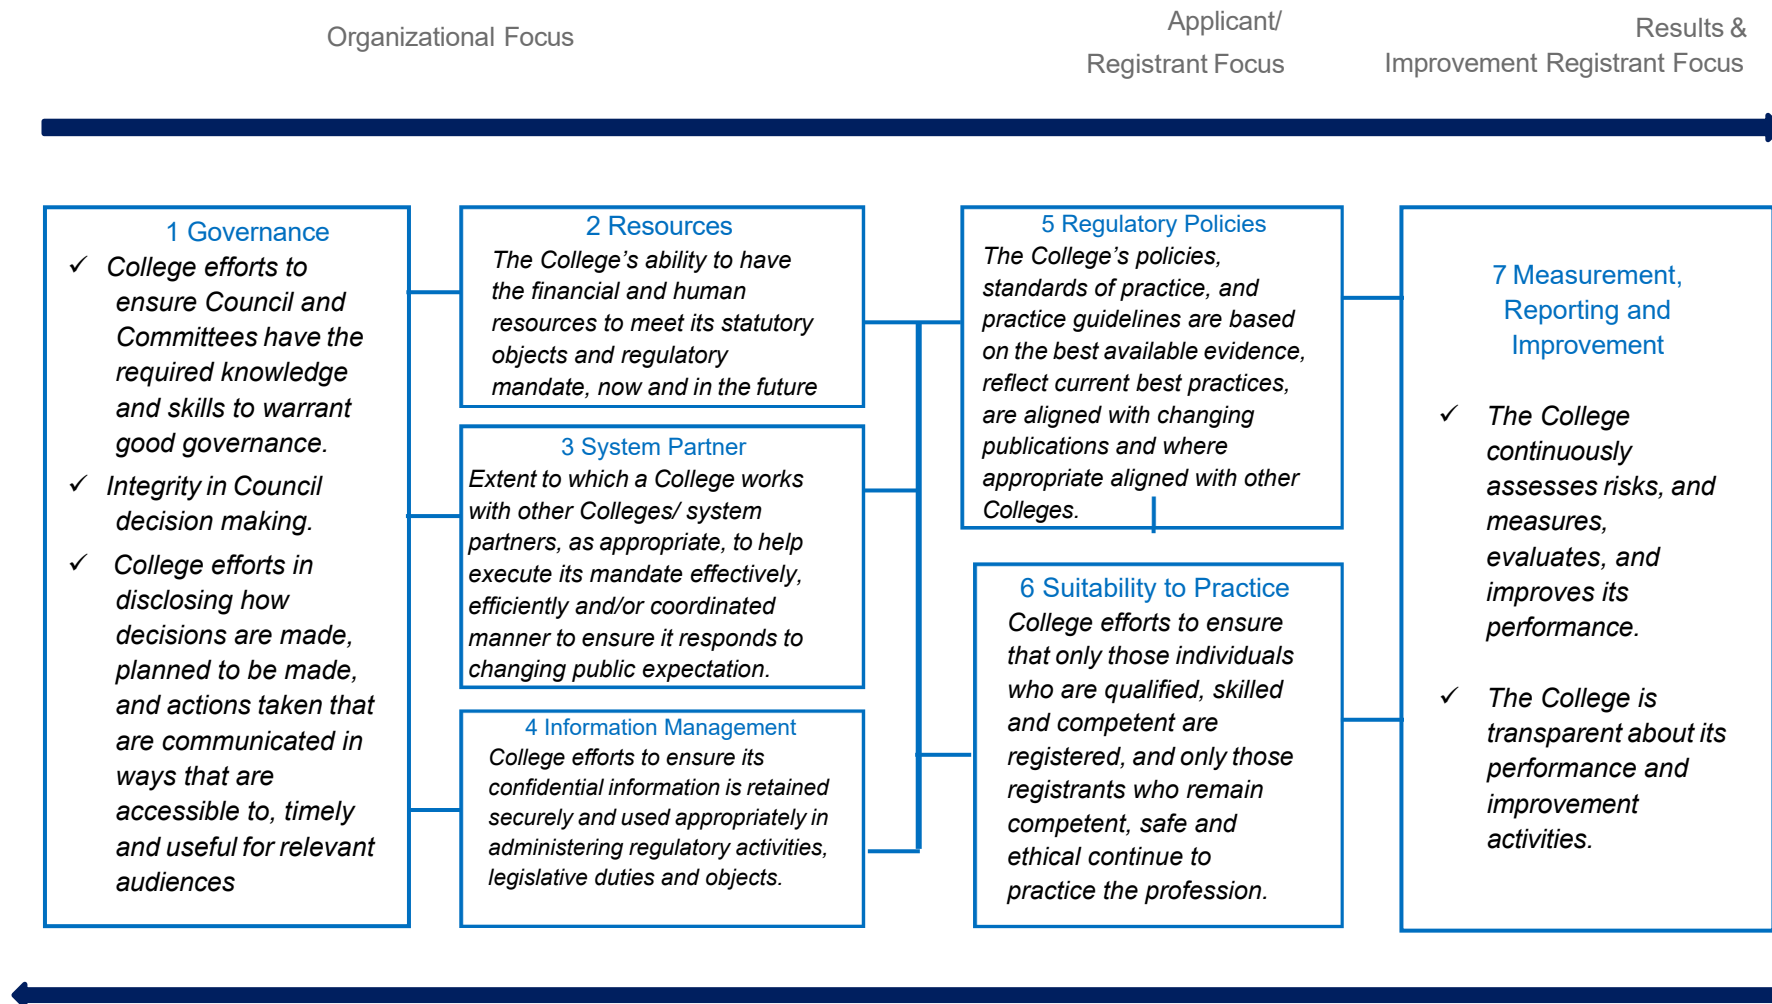 Organizational Focus
Applicant/
Registrant Focus
Results &
Improvement Registrant Focus
1 Governance
✓ College efforts to
ensure Council and
Committees have the
required knowledge
and skills to warrant
good governance.
✓ Integrity in Council
decision making.
✓ College efforts in
disclosing how
decisions are made,
planned to be made,
and actions taken that
are communicated in
ways that are
accessible to, timely
and useful for relevant
audiences
2 Resources
The College’s ability to have
the financial and human
resources to meet its statutory
objects and regulatory
mandate, now and in the future
3 System Partner
Extent to which a College works
with other Colleges/ system
partners, as appropriate, to help
execute its mandate effectively,
efficiently and/or coordinated
manner to ensure it responds to
changing public expectation.
4 Information Management
College efforts to ensure its
confidential information is retained
securely and used appropriately in
administering regulatory activities,
legislative duties and objects.
5 Regulatory Policies
The College’s policies,
standards of practice, and
practice guidelines are based
on the best available evidence,
reflect current best practices,
are aligned with changing
publications and where
appropriate aligned with other
Colleges.
6 Suitability to Practice
College efforts to ensure
that only those individuals
who are qualified, skilled
and competent are
registered, and only those
registrants who remain
competent, safe and
ethical continue to
practice the profession.
7 Measurement,
Reporting and
Improvement
✓ The College
continuously
assesses risks, and
measures,
evaluates, and
improves its
performance.
✓ The College is
transparent about its
performance and
improvement
activities.